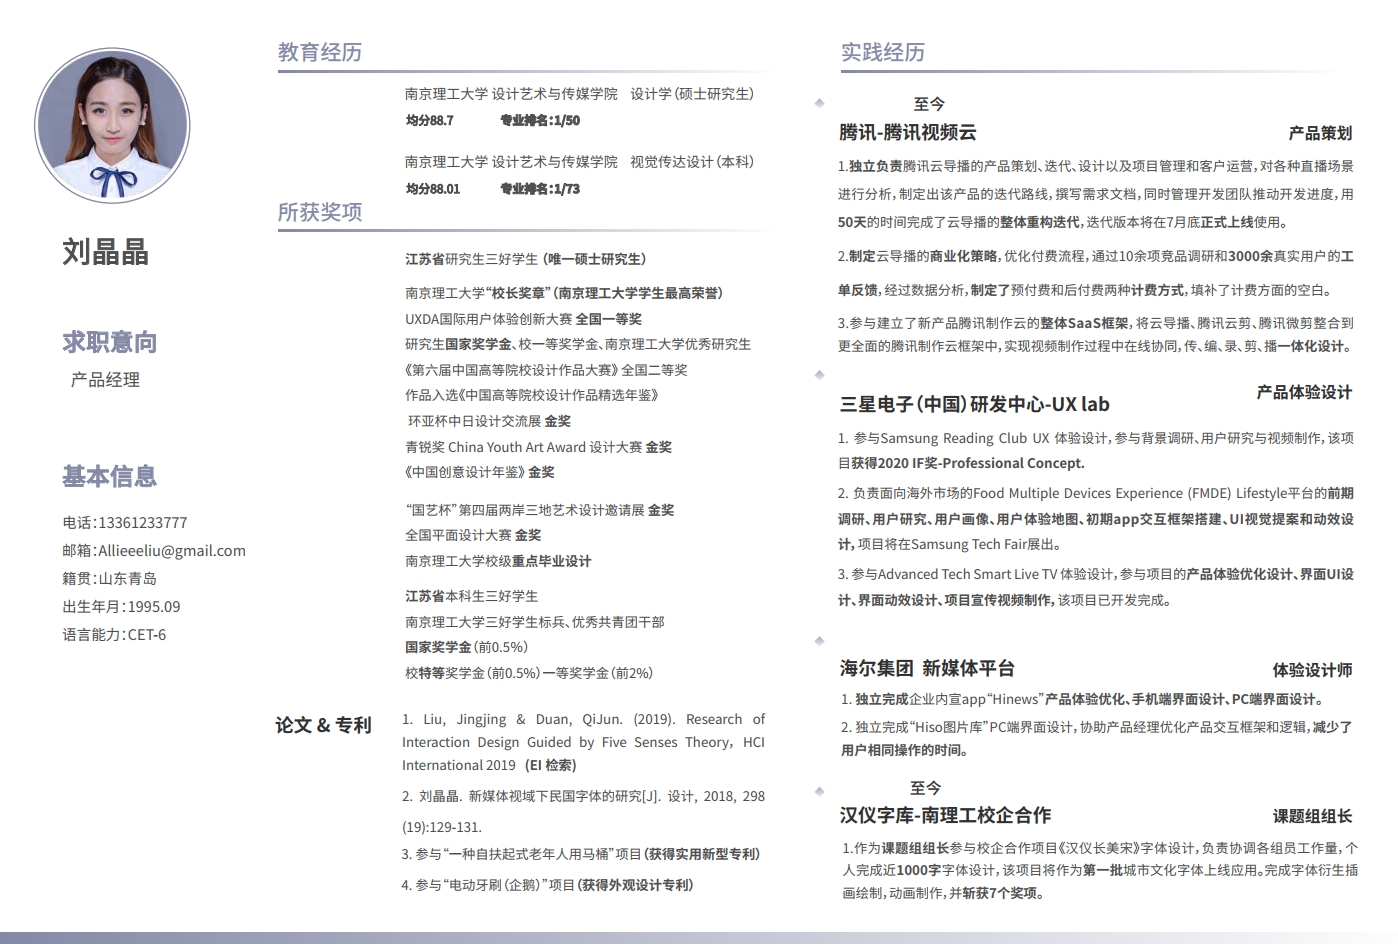 刘晶晶
求职意向
产品经理
基本信息
电话：13361233777
邮箱：Allieeeliu@gmail.com
籍贯：山东青岛
出生年月：1995.09
语言能力：CET-6
教育经历
南京理工大学 设计艺术与传媒学院 设计学（硕士研究生）
均分88.7 专业排名：1/50
南京理工大学 设计艺术与传媒学院 视觉传达设计（本科）
均分88.01 专业排名：1/73
所获奖项
江苏省研究生三好学生（唯一硕士研究生）
南京理工大学“校长奖章”（南京理工大学学生最高荣誉）
UXDA国际用户体验创新大赛 全国一等奖
研究生国家奖学金、校一等奖学金、南京理工大学优秀研究生
《第六届中国高等院校设计作品大赛》全国二等奖
作品入选《中国高等院校设计作品精选年鉴》
环亚杯中日设计交流展 金奖
青锐奖 China Youth Art Award 设计大赛 金奖
《中国创意设计年鉴》金奖
“国艺杯”第四届两岸三地艺术设计邀请展 金奖
全国平面设计大赛 金奖
南京理工大学校级重点毕业设计
江苏省本科生三好学生
南京理工大学三好学生标兵、优秀共青团干部
国家奖学金（前0.5%）
校特等奖学金（前0.5%）一等奖学金（前2%）
论文 & 专利
1. Liu, Jingjing & Duan, QiJun. (2019). Research of
Interaction Design Guided by Five Senses Theory, HCI
International 2019 (EI 检索)
2. 刘晶晶. 新媒体视域下民国字体的研究[J]. 设计, 2018, 298
(19):129-131.
3. 参与“一种自扶起式老年人用马桶”项目（获得实用新型专利）
4. 参与“电动牙刷（企鹅）”项目（获得外观设计专利）
实践经历
至今
腾讯-腾讯视频云 产品策划
1.独立负责腾讯云导播的产品策划、迭代、设计以及项目管理和客户运营，对各种直播场景
进行分析，制定出该产品的迭代路线，撰写需求文档，同时管理开发团队推动开发进度，用
50天的时间完成了云导播的整体重构迭代，迭代版本将在7月底正式上线使用。
2.制定云导播的商业化策略，优化付费流程，通过10余项竞品调研和3000余真实用户的工
单反馈，经过数据分析，制定了预付费和后付费两种计费方式，填补了计费方面的空白。
3.参与建立了新产品腾讯制作云的整体SaaS框架，将云导播、腾讯云剪、腾讯微剪整合到
更全面的腾讯制作云框架中，实现视频制作过程中在线协同，传、编、录、剪、播一体化设计。
产品体验设计
三星电子（中国）研发中心-UX lab
1. 参与Samsung Reading Club UX 体验设计，参与背景调研、用户研究与视频制作，该项
目获得2020 IF奖-Professional Concept.
2. 负责面向海外市场的Food Multiple Devices Experience (FMDE) Lifestyle平台的前期
调研、用户研究、用户画像、用户体验地图、初期app交互框架搭建、UI视觉提案和动效设
计，项目将在Samsung Tech Fair展出。
3. 参与Advanced Tech Smart Live TV 体验设计，参与项目的产品体验优化设计、界面UI设
计、界面动效设计、项目宣传视频制作，该项目已开发完成。
海尔集团 新媒体平台 体验设计师
1. 独立完成企业内宣app“Hinews”产品体验优化、手机端界面设计、PC端界面设计。
2. 独立完成“Hiso图片库”PC端界面设计，协助产品经理优化产品交互框架和逻辑，减少了
用户相同操作的时间。
至今
汉仪字库-南理工校企合作 课题组组长
1.作为课题组组长参与校企合作项目《汉仪长美宋》字体设计，负责协调各组员工作量，个
人完成近1000字字体设计，该项目将作为第一批城市文化字体上线应用。完成字体衍生插
画绘制，动画制作，并斩获7个奖项。